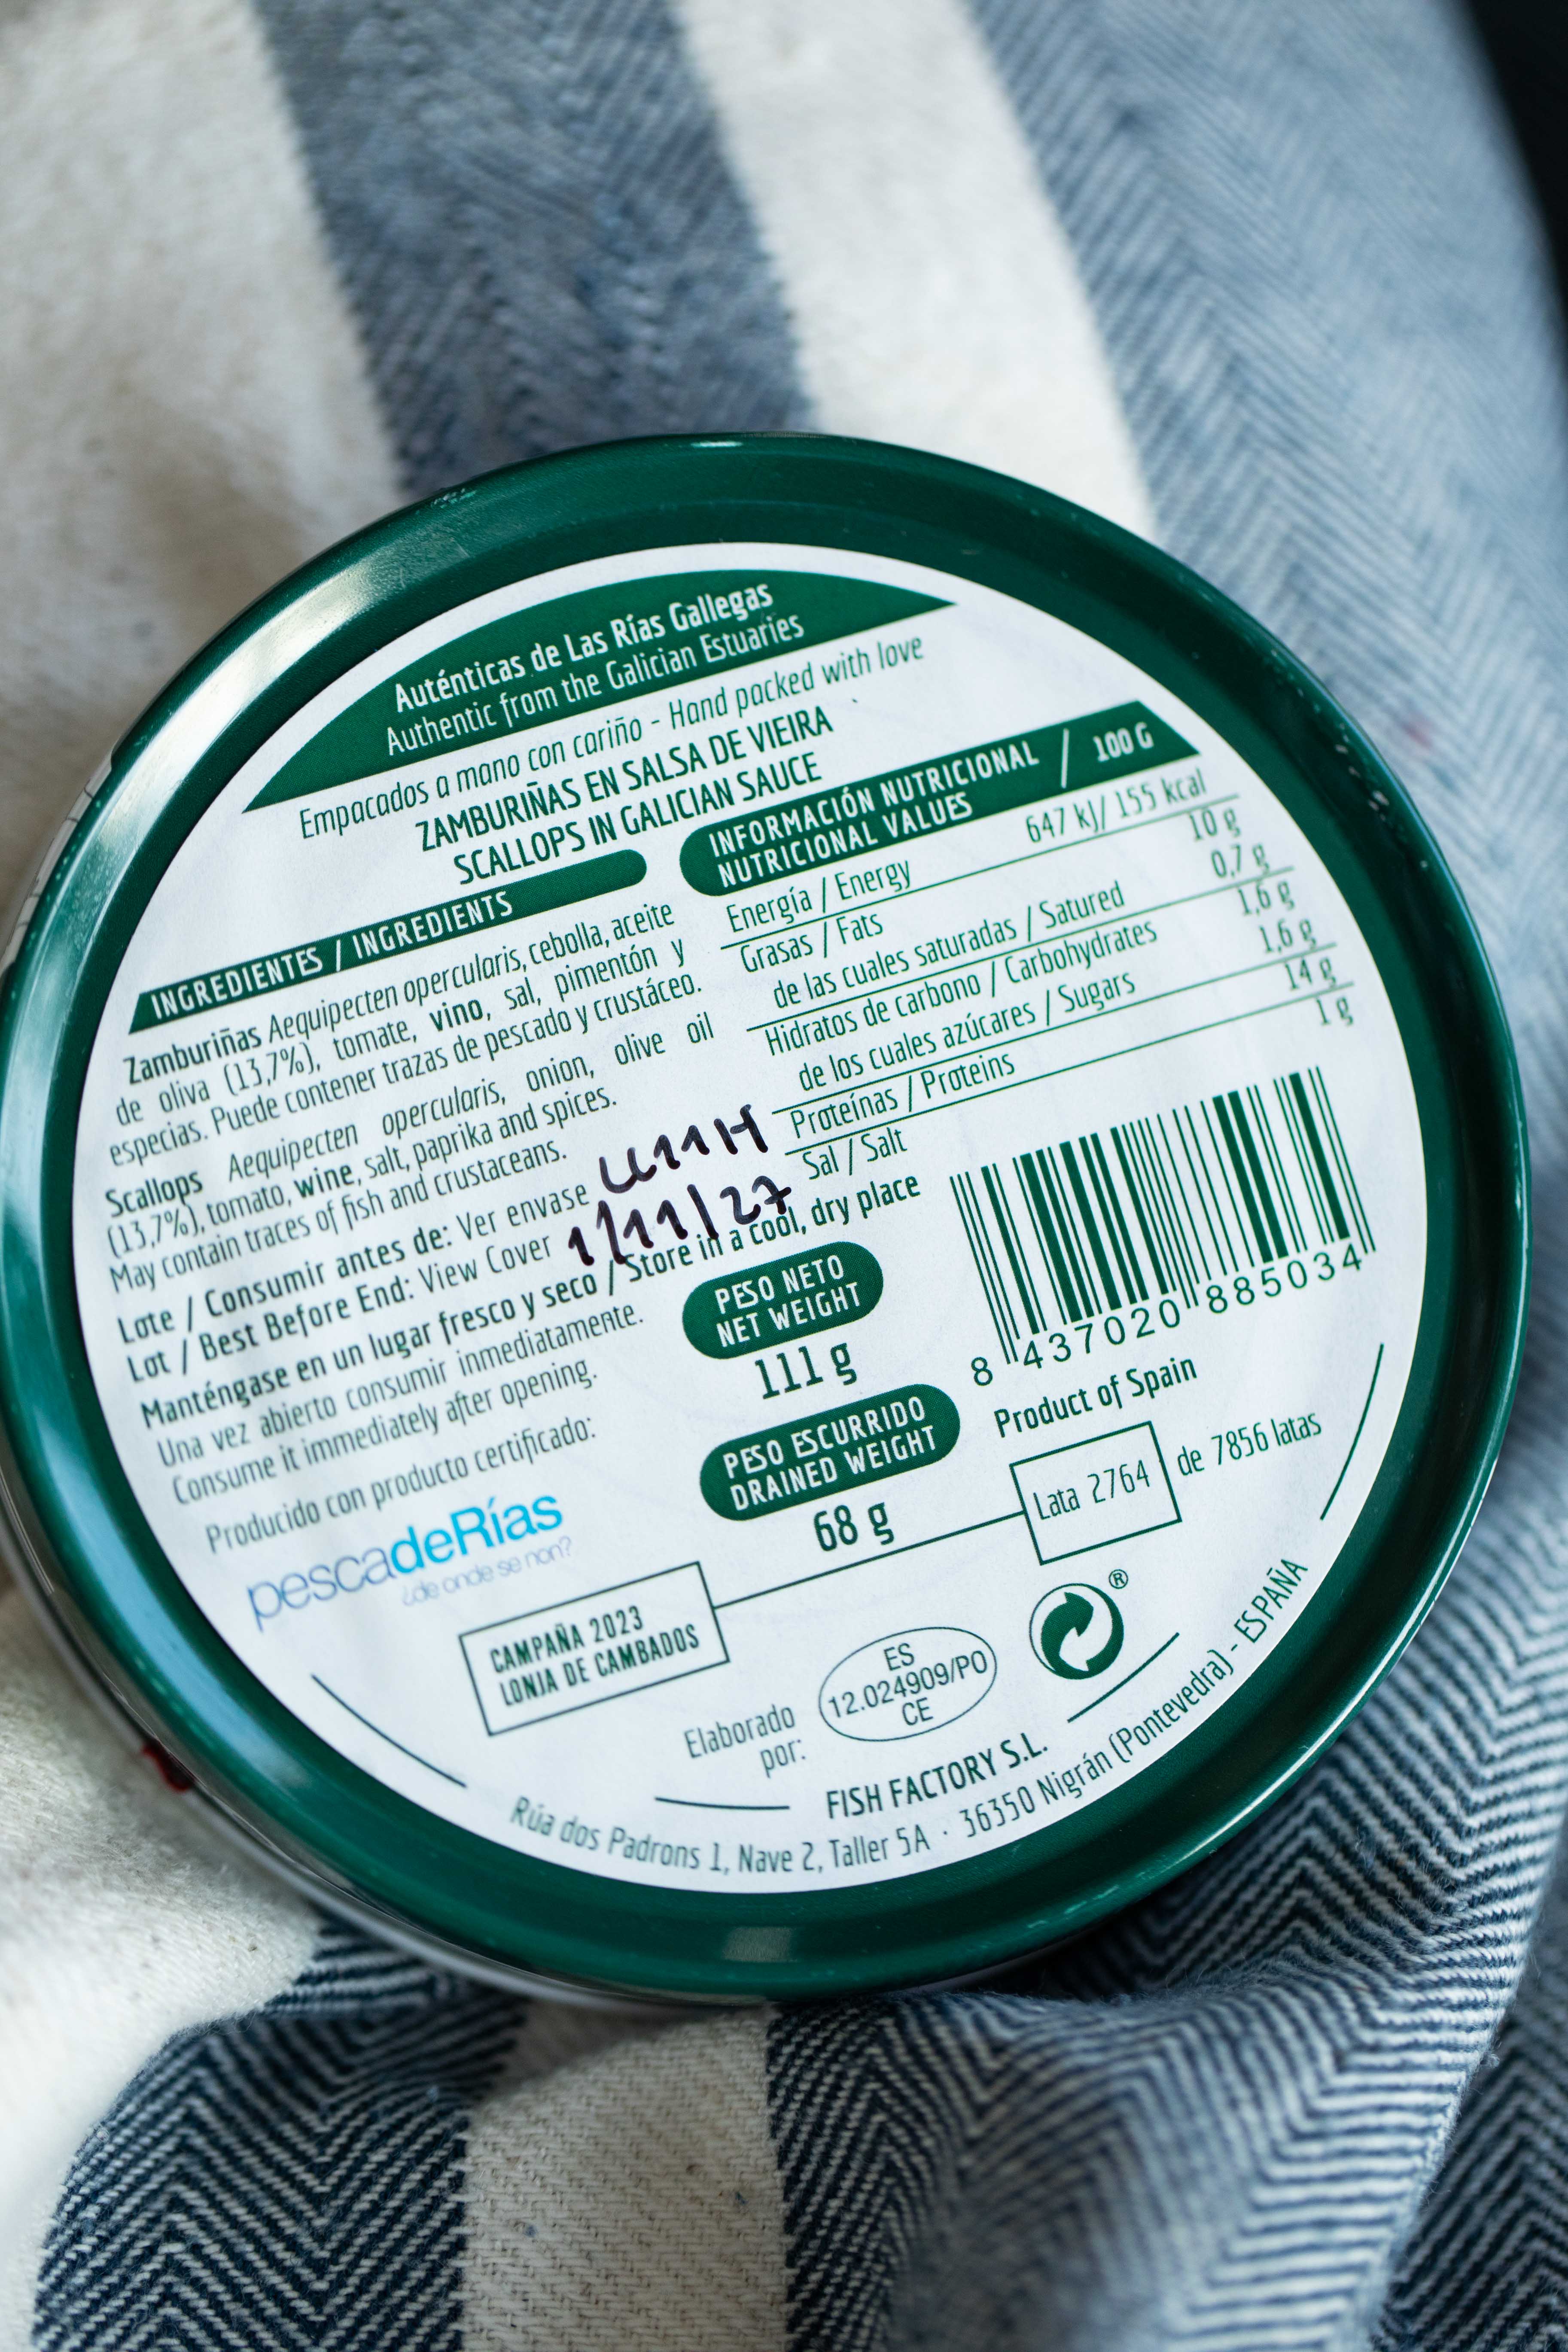 Auténticas de Las Rías Gallegas
Authentic from the Galician Estuaries
Empacados a mano con cariño - Hand packed with love
ZAMBURIÑAS EN SALSA DE VIEIRA
SCALLOPS IN GALICIAN SAUCE
INGREDIENTES / INGREDIENTS
Zamburiñas Aequipecten opercularis, cebolla, aceite
de oliva (13,7%), tomate, vino, sal, pimentón y
especias. Puede contener trazas de pescado y crustáceo.
Scallops Aequipecten opercularis, onion, olive oil
(13,7%), tomato, wine, salt, paprika and spices.
May contain traces of fish and crustaceans.
INFORMACIÓN NUTRICIONAL / 100 G
NUTRICIONAL VALUES
Energía / Energy 647 kJ/ 155 kcal
Grasas / Fats 10 g
de las cuales saturadas / Satured 0,7 g
Hidratos de carbono / Carbohydrates 1,6 g
de los cuales azúcares / Sugars 1,6 g
Proteínas / Proteins 14 g
Sal / Salt 1 g
Lote / Consumir antes de: Ver envase
Lot / Best Before End: View Cover 1/11/27
Manténgase en un lugar fresco y seco / Store in a cool, dry place
Una vez abierto consumir inmediatamente.
Consume it immediately after opening.
Producido con producto certificado:
pescadeRías
¿de onde se non?
PESO NETO
NET WEIGHT
111 g
PESO ESCURRIDO
DRAINED WEIGHT
68 g
8 437020 885034
Product of Spain
Lata 2764 de 7856 latas
CAMPAÑA 2023
LONJA DE CAMBADOS
Elaborado
por:
ES
12.024909/PO
CE
®
FISH FACTORY S.L.
Rúa dos Padrons 1, Nave 2, Taller 5A · 36350 Nigrán (Pontevedra) - ESPAÑA